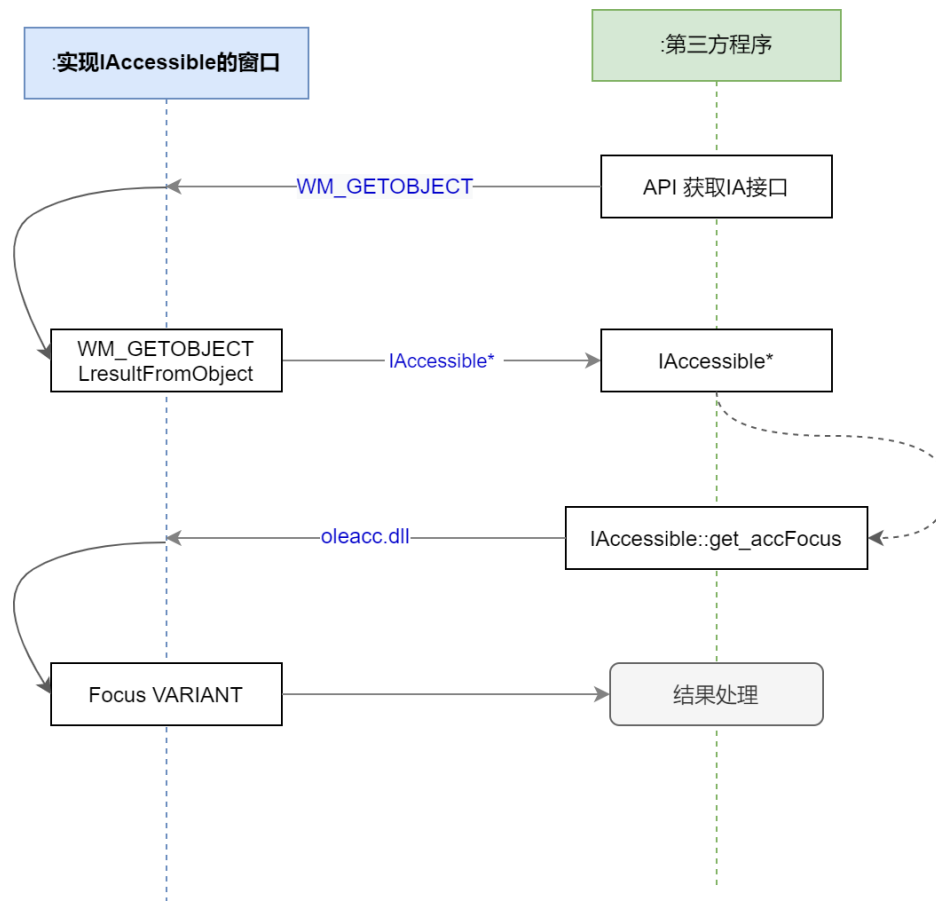 :实现IAccessible的窗口
:第三方程序
WM_GETOBJECT
API 获取IA接口
WM_GETOBJECT
LresultFromObject
IAccessible*
IAccessible*
oleacc.dll
IAccessible::get_accFocus
Focus VARIANT
结果处理